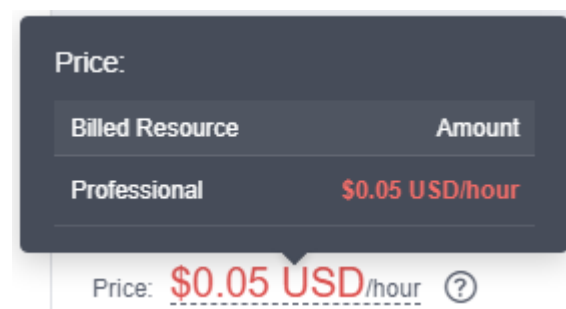 Price:
Billed Resource Amount
Professional $0.05 USD/hour
Price: $0.05 USD/hour ?